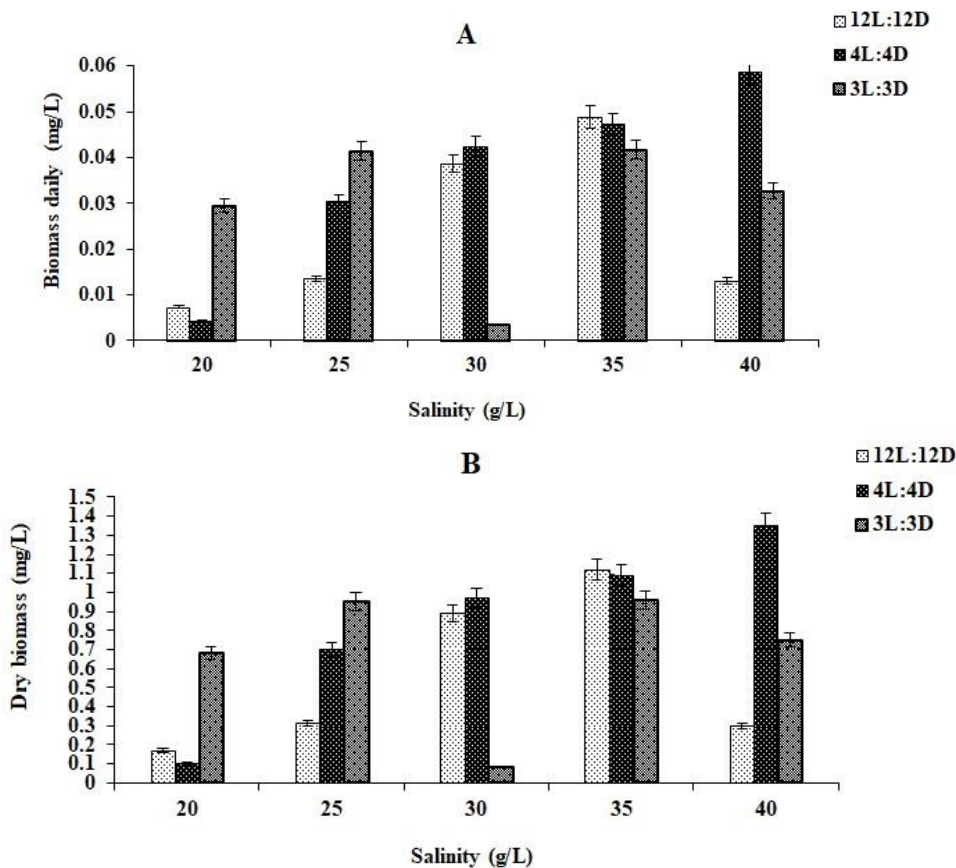 A
12L:12D
4L:4D
3L:3D
Biomass daily (mg/L)
0.06
0.05
0.04
0.03
0.02
0.01
0
20 25 30 35 40
Salinity (g/L)
B
12L:12D
4L:4D
3L:3D
Dry biomass (mg/L)
1.5
1.4
1.3
1.2
1.1
1
0.9
0.8
0.7
0.6
0.5
0.4
0.3
0.2
0.1
0
20 25 30 35 40
Salinity (g/L)